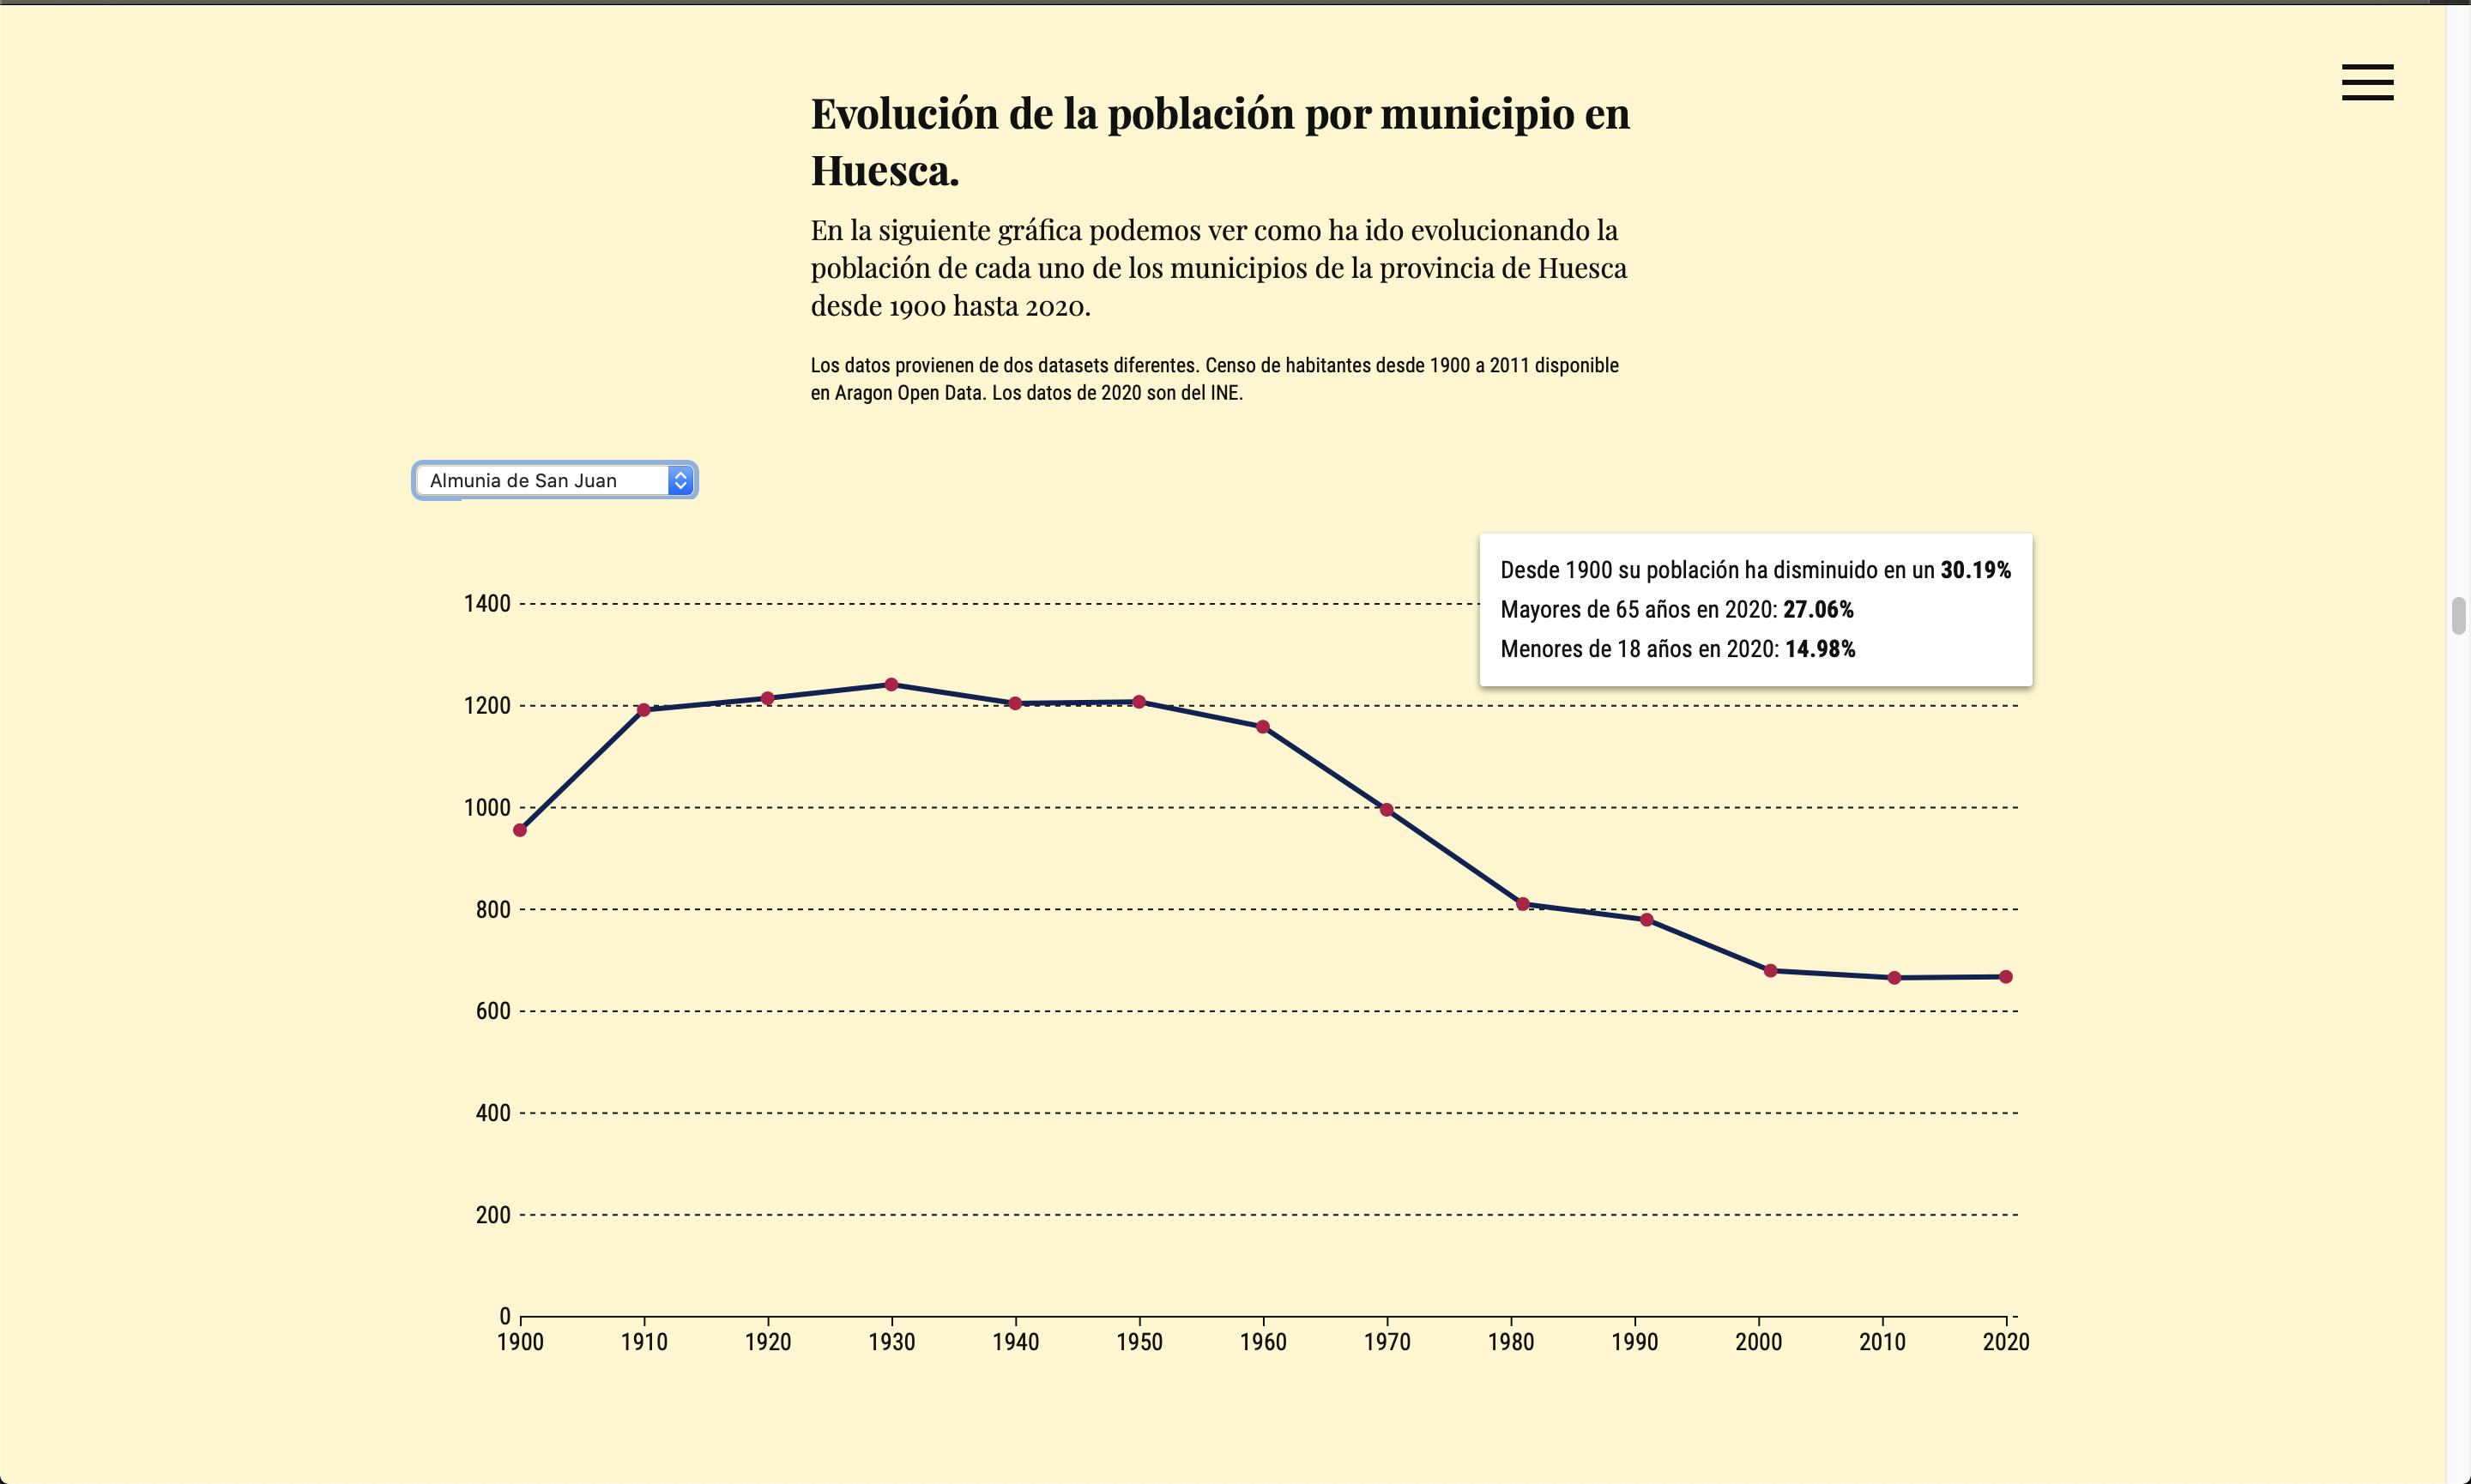 Evolución de la población por municipio en
Huesca.
En la siguiente gráfica podemos ver como ha ido evolucionando la
población de cada uno de los municipios de la provincia de Huesca
desde 1900 hasta 2020.
Los datos provienen de dos datasets diferentes. Censo de habitantes desde 1900 a 2011 disponible
en Aragon Open Data. Los datos de 2020 son del INE.
Almunia de San Juan
Desde 1900 su población ha disminuido en un 30.19%
Mayores de 65 años en 2020: 27.06%
Menores de 18 años en 2020: 14.98%
1400
1200
1000
800
600
400
200
0
1900 1910 1920 1930 1940 1950 1960 1970 1980 1990 2000 2010 2020